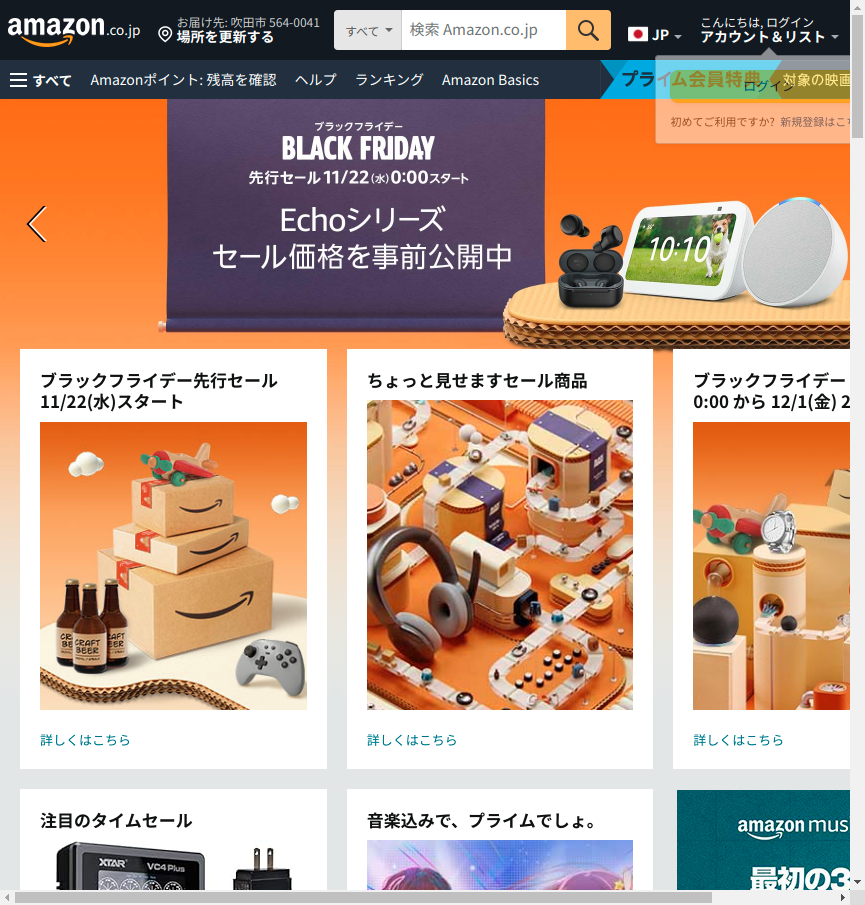 amazon.co.jp
お届け先: 吹田市 564-0041
場所を更新する
すべて
検索 Amazon.co.jp
JP
こんにちは, ログイン
アカウント＆リスト
すべて
Amazonポイント: 残高を確認
ヘルプ
ランキング
Amazon Basics
プライム会員特典
対象の映画
ログイン
初めてご利用ですか? 新規登録はこ
ブラックフライデー
BLACK FRIDAY
先行セール 11/22(水)0:00スタート
Echoシリーズ
セール価格を事前公開中
10:10
ブラックフライデー先行セール
11/22(水)スタート
CRAFT
BEER
詳しくはこちら
ちょっと見せますセール商品
詳しくはこちら
ブラックフライデー
0:00 から 12/1(金) 2
詳しくはこちら
注目のタイムセール
XTAR
VC4 Plus
音楽込みで、プライムでしょ。
amazon mus
最初の3